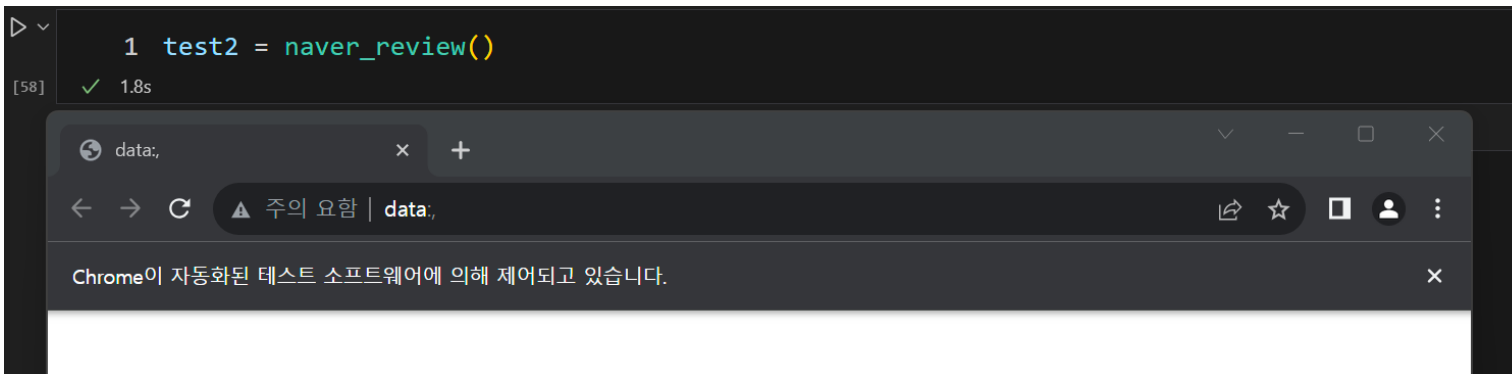 1 test2 = naver_review()
[58] ✓ 1.8s
data:,
주의 요함 | data:,
Chrome이 자동화된 테스트 소프트웨어에 의해 제어되고 있습니다.